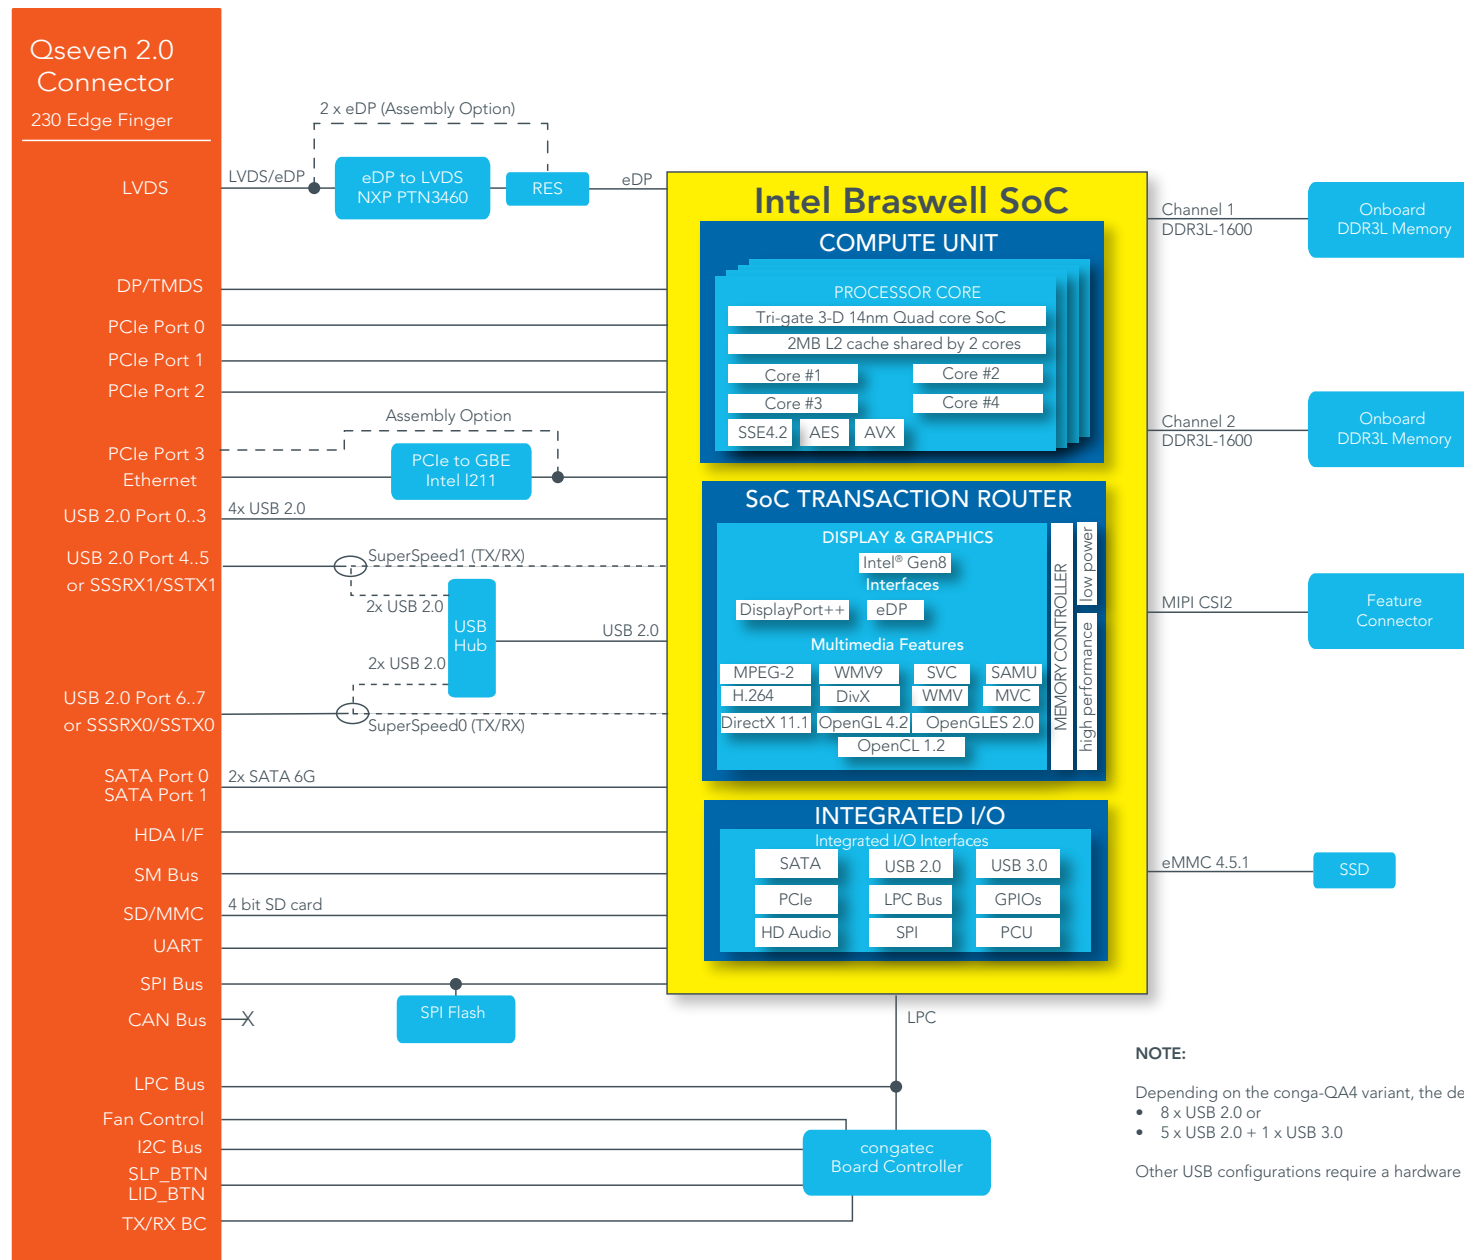 Qseven 2.0
Connector
230 Edge Finger
LVDS
DP/TMDS
PCIe Port 0
PCIe Port 1
PCIe Port 2
PCIe Port 3
Ethernet
USB 2.0 Port 0..3
USB 2.0 Port 4..5
or SSSRX1/SSTX1
USB 2.0 Port 6..7
or SSSRX0/SSTX0
SATA Port 0
SATA Port 1
HDA I/F
SM Bus
SD/MMC
UART
SPI Bus
CAN Bus
X
LPC Bus
Fan Control
I2C Bus
SLP_BTN
LID_BTN
TX/RX BC
2 x eDP (Assembly Option)
LVDS/eDP
eDP to LVDS
NXP PTN3460
RES
eDP
Assembly Option
PCIe to GBE
Intel I211
4x USB 2.0
SuperSpeed1 (TX/RX)
2x USB 2.0
USB
Hub
USB 2.0
2x USB 2.0
SuperSpeed0 (TX/RX)
2x SATA 6G
4 bit SD card
SPI Flash
Intel Braswell SoC
COMPUTE UNIT
PROCESSOR CORE
Tri-gate 3-D 14nm Quad core SoC
2MB L2 cache shared by 2 cores
Core #1
Core #2
Core #3
Core #4
SSE4.2
AES
AVX
SoC TRANSACTION ROUTER
DISPLAY & GRAPHICS
Intel® Gen8
Interfaces
DisplayPort++
eDP
Multimedia Features
MPEG-2
WMV9
SVC
SAMU
H.264
DivX
WMV
MVC
DirectX 11.1
OpenGL 4.2
OpenGLES 2.0
OpenCL 1.2
MEMORY CONTROLLER
low power
high performance
INTEGRATED I/O
Integrated I/O Interfaces
SATA
USB 2.0
USB 3.0
PCIe
LPC Bus
GPIOs
HD Audio
SPI
PCU
LPC
congatec
Board Controller
Channel 1
DDR3L-1600
Onboard
DDR3L Memory
Channel 2
DDR3L-1600
Onboard
DDR3L Memory
MIPI CSI2
Feature
Connector
eMMC 4.5.1
SSD
NOTE:
Depending on the conga-QA4 variant, the de
• 8 x USB 2.0 or
• 5 x USB 2.0 + 1 x USB 3.0
Other USB configurations require a hardware